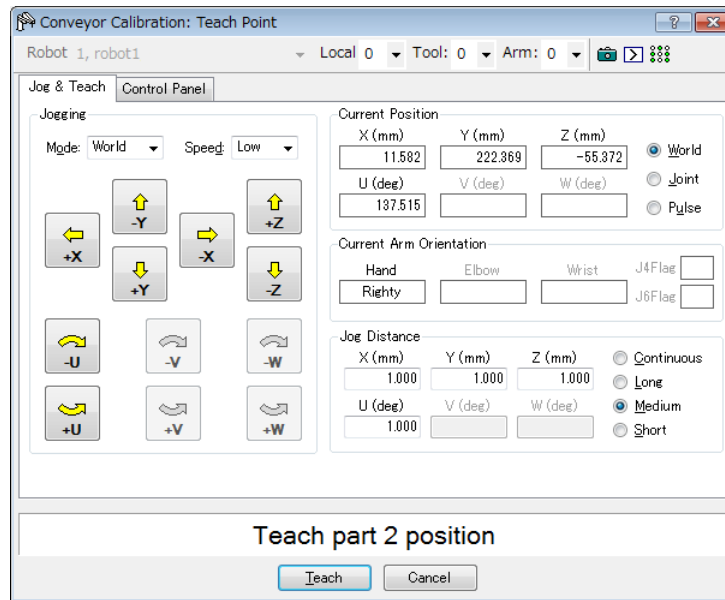 Conveyor Calibration: Teach Point
Robot 1, robot1 Local 0 Tool: 0 Arm: 0
Jog & Teach Control Panel
Jogging
Mode: World Speed: Low
-Y +Z
+X -X
+Y -Z
-U -V -W
+U +V +W
Current Position
X (mm) Y (mm) Z (mm)
11.582 222.369 -55.372
U (deg) V (deg) W (deg)
137.515
World
Joint
Pulse
Current Arm Orientation
Hand Elbow Wrist J4Flag
Righty J6Flag
Jog Distance
X (mm) Y (mm) Z (mm)
1.000 1.000 1.000
U (deg) V (deg) W (deg)
1.000
Continuous
Long
Medium
Short
Teach part 2 position
Teach Cancel